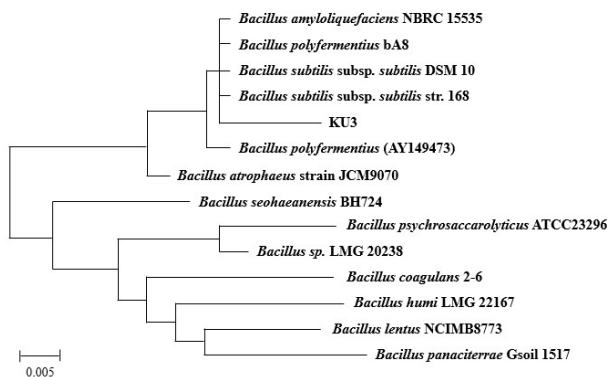 Bacillus amyloliquefaciens NBRC 15535
Bacillus polyfermentius bA8
Bacillus subtilis subsp. subtilis DSM 10
Bacillus subtilis subsp. subtilis str. 168
KU3
Bacillus polyfermentius (AY149473)
Bacillus atrophaeus strain JCM9070
Bacillus seohaeanensis BH724
Bacillus psychrosaccarolyticus ATCC23296
Bacillus sp. LMG 20238
Bacillus coagulans 2-6
Bacillus humi LMG 22167
Bacillus lentus NCIMB8773
Bacillus panaciterrae Gsoil 1517
0.005